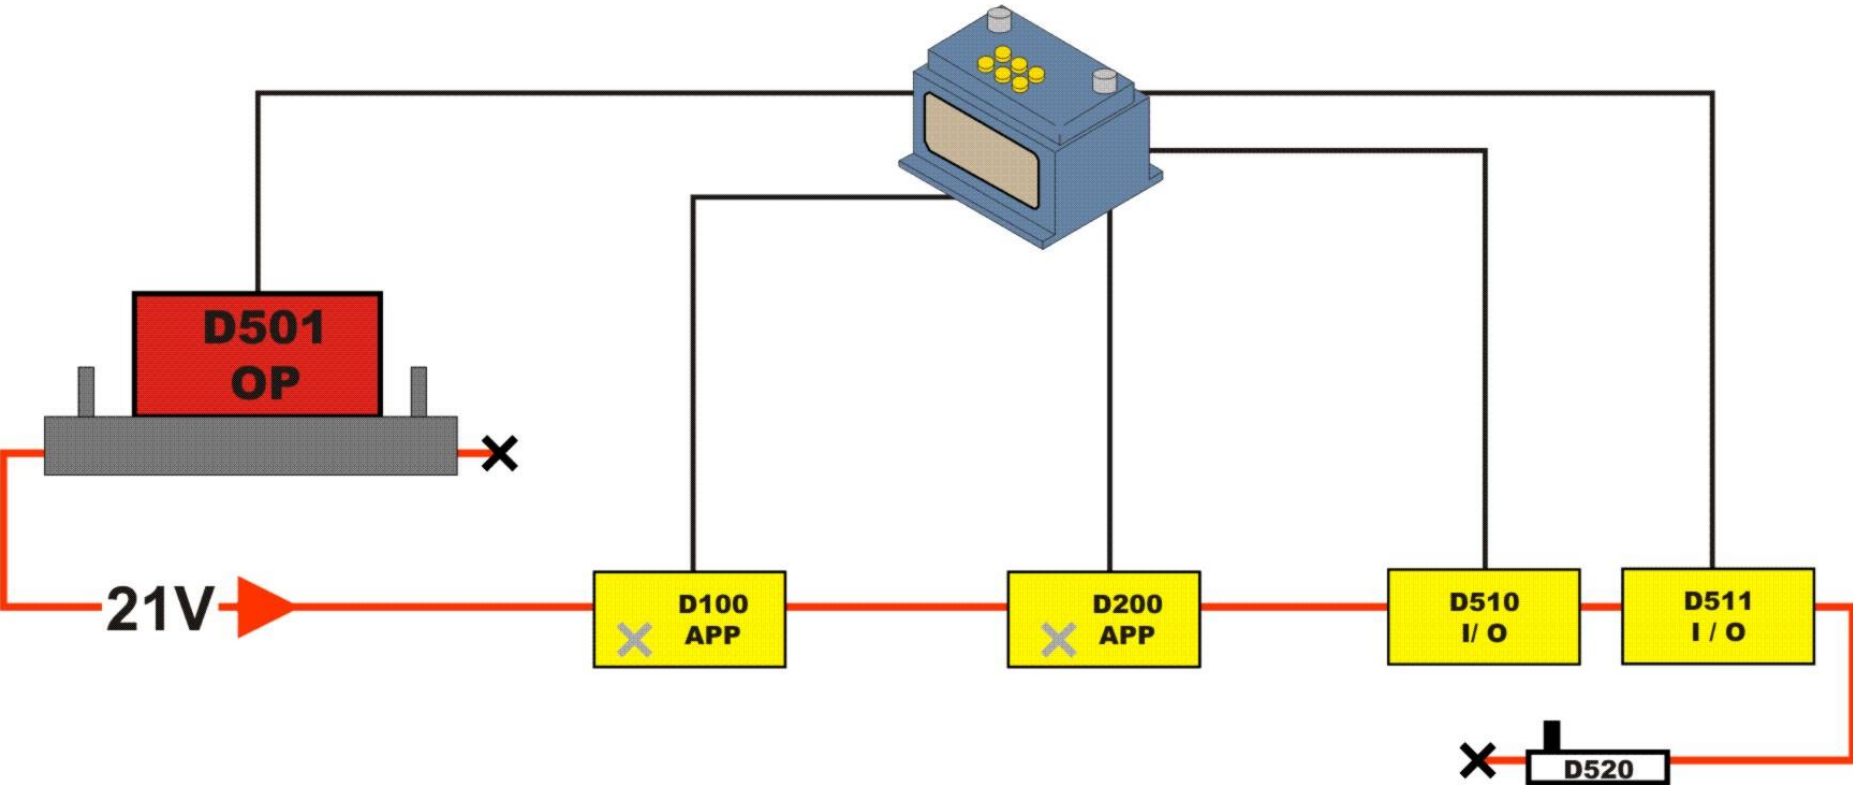 D501
OP
21V
D100
APP
D200
APP
D510
I/ O
D511
I / O
D520